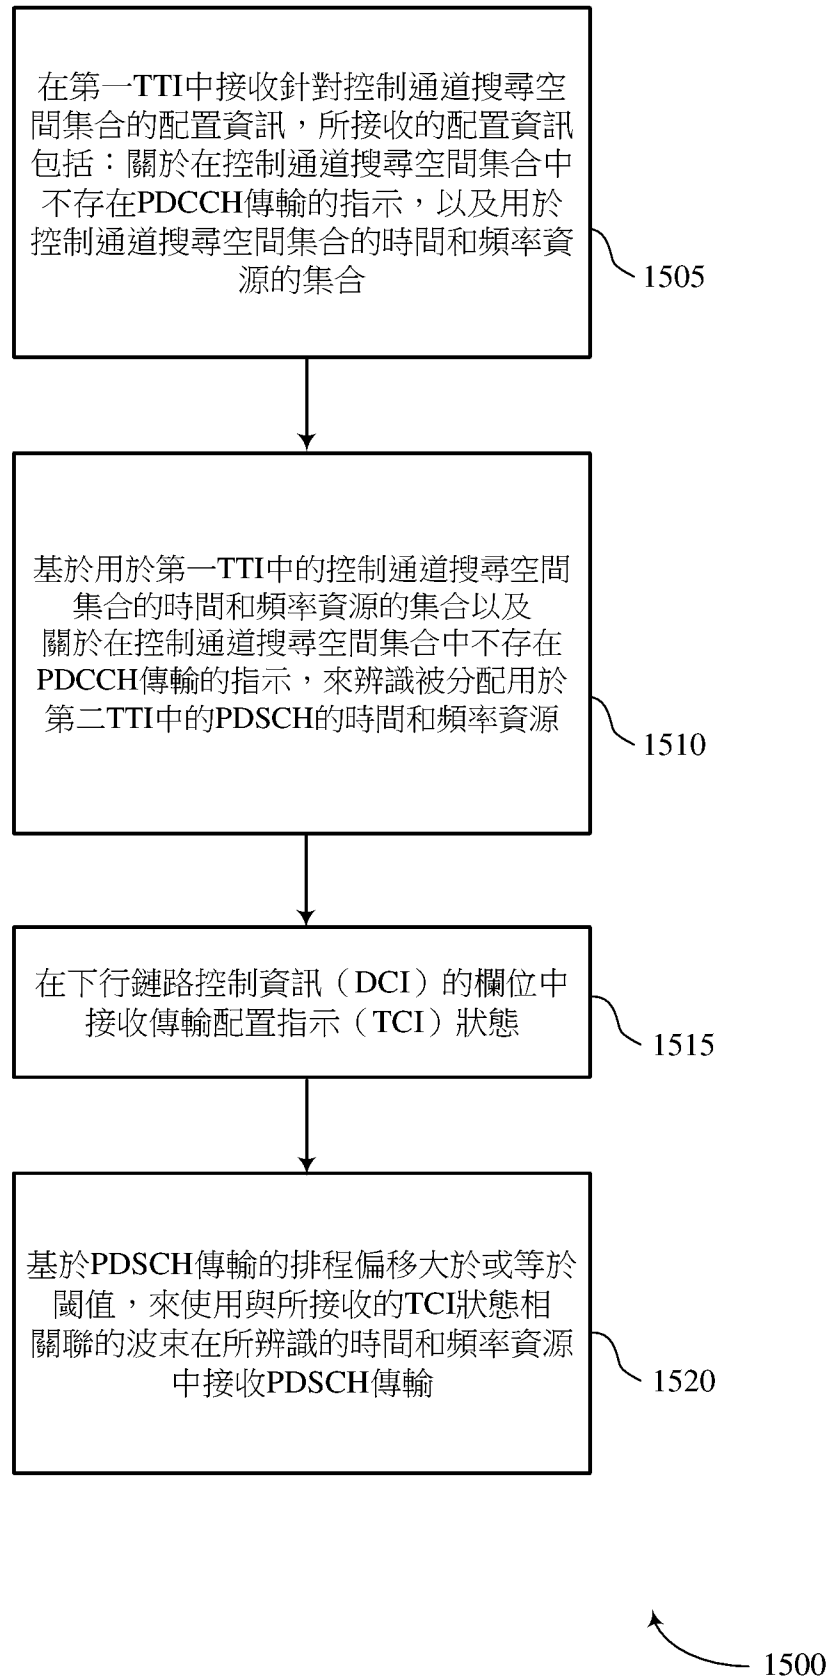 在第一TTI中接收針對控制通道搜尋空
間集合的配置資訊，所接收的配置資訊
包括：關於在控制通道搜尋空間集合中
不存在PDCCH傳輸的指示，以及用於
控制通道搜尋空間集合的時間和頻率資
源的集合
1505
基於用於第一TTI中的控制通道搜尋空間
集合的時間和頻率資源的集合以及
關於在控制通道搜尋空間集合中不存在
PDCCH傳輸的指示，來辨識被分配用於
第二TTI中的PDSCH的時間和頻率資源
1510
在下行鏈路控制資訊（DCI）的欄位中
接收傳輸配置指示（TCI）狀態
1515
基於PDSCH傳輸的排程偏移大於或等於
閾值，來使用與所接收的TCI狀態相
關聯的波束在所辨識的時間和頻率資源
中接收PDSCH傳輸
1520
1500